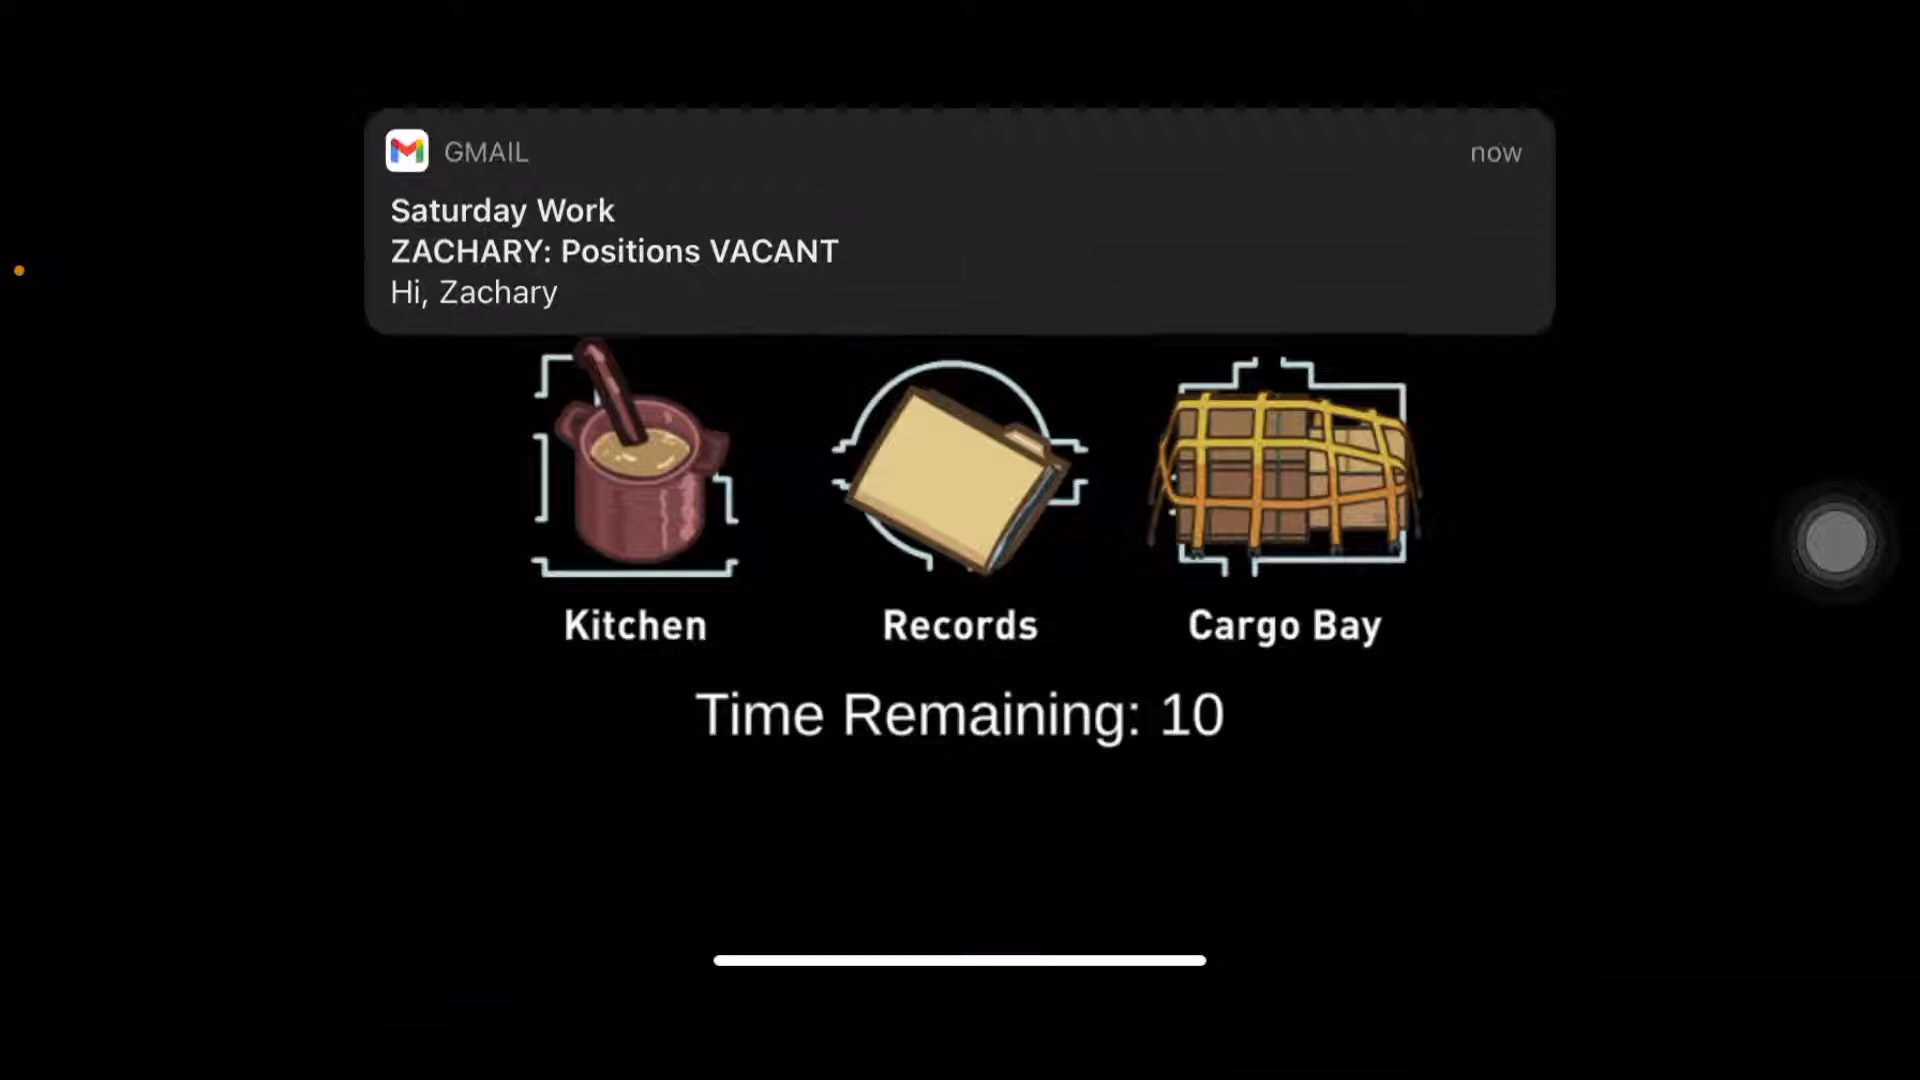 GMAIL
now
Saturday Work
ZACHARY: Positions VACANT
Hi, Zachary
Kitchen
Records
Cargo Bay
Time Remaining: 10